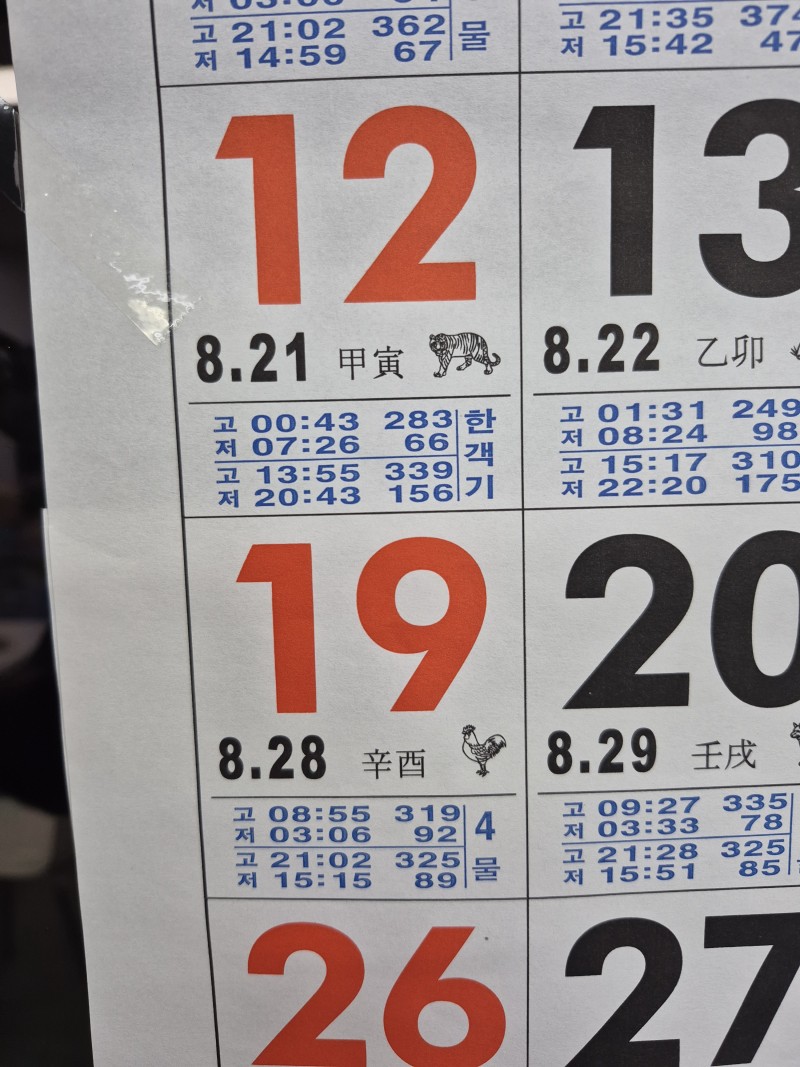 고 21:02 362 물
저 14:59 67
고 21:35
저 15:42 47
12
8.21 甲寅
고 00:43 283
저 07:26 66
고 13:55 339
저 20:43 156
한객기
13
8.22 乙卯
고 01:31 249
저 08:24 98
고 15:17 310
저 22:20 175
19
8.28 辛酉
고 08:55 319
저 03:06 92
고 21:02 325
저 15:15 89
4물
20
8.29 壬戌
고 09:27 335
저 03:33 78
고 21:28 325
저 15:51 85
26
27